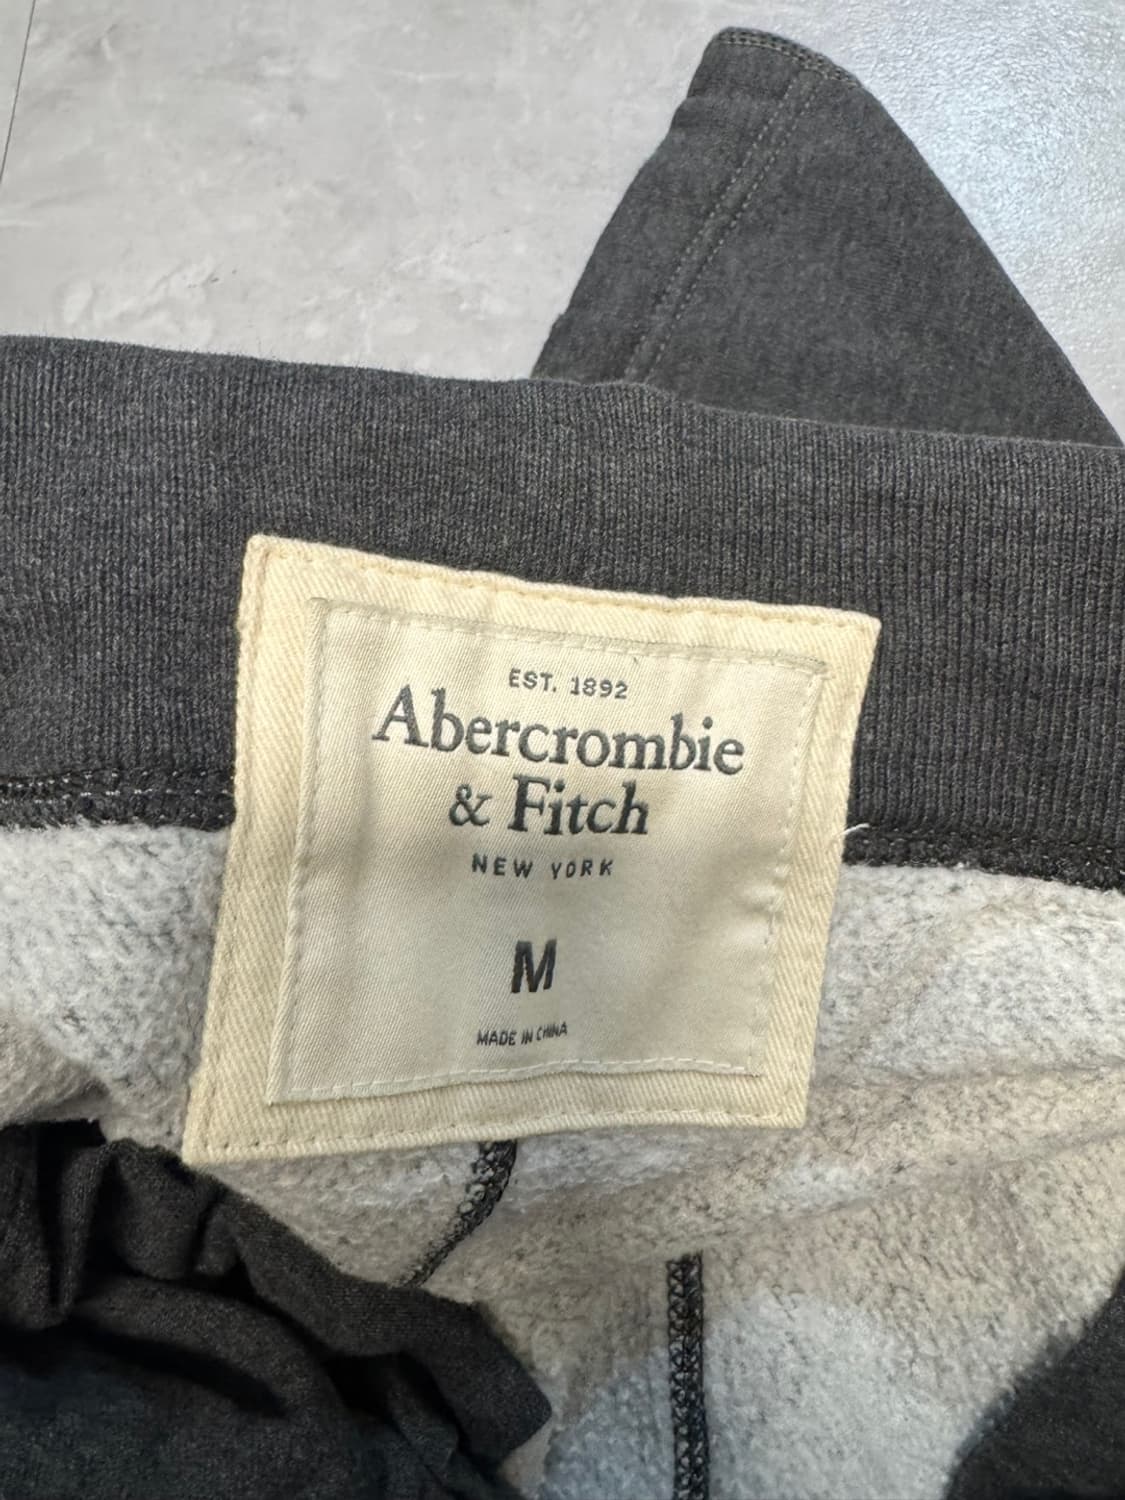 EST. 1892
Abercrombie
& Fitch
NEW YORK
M
MADE IN CHINA